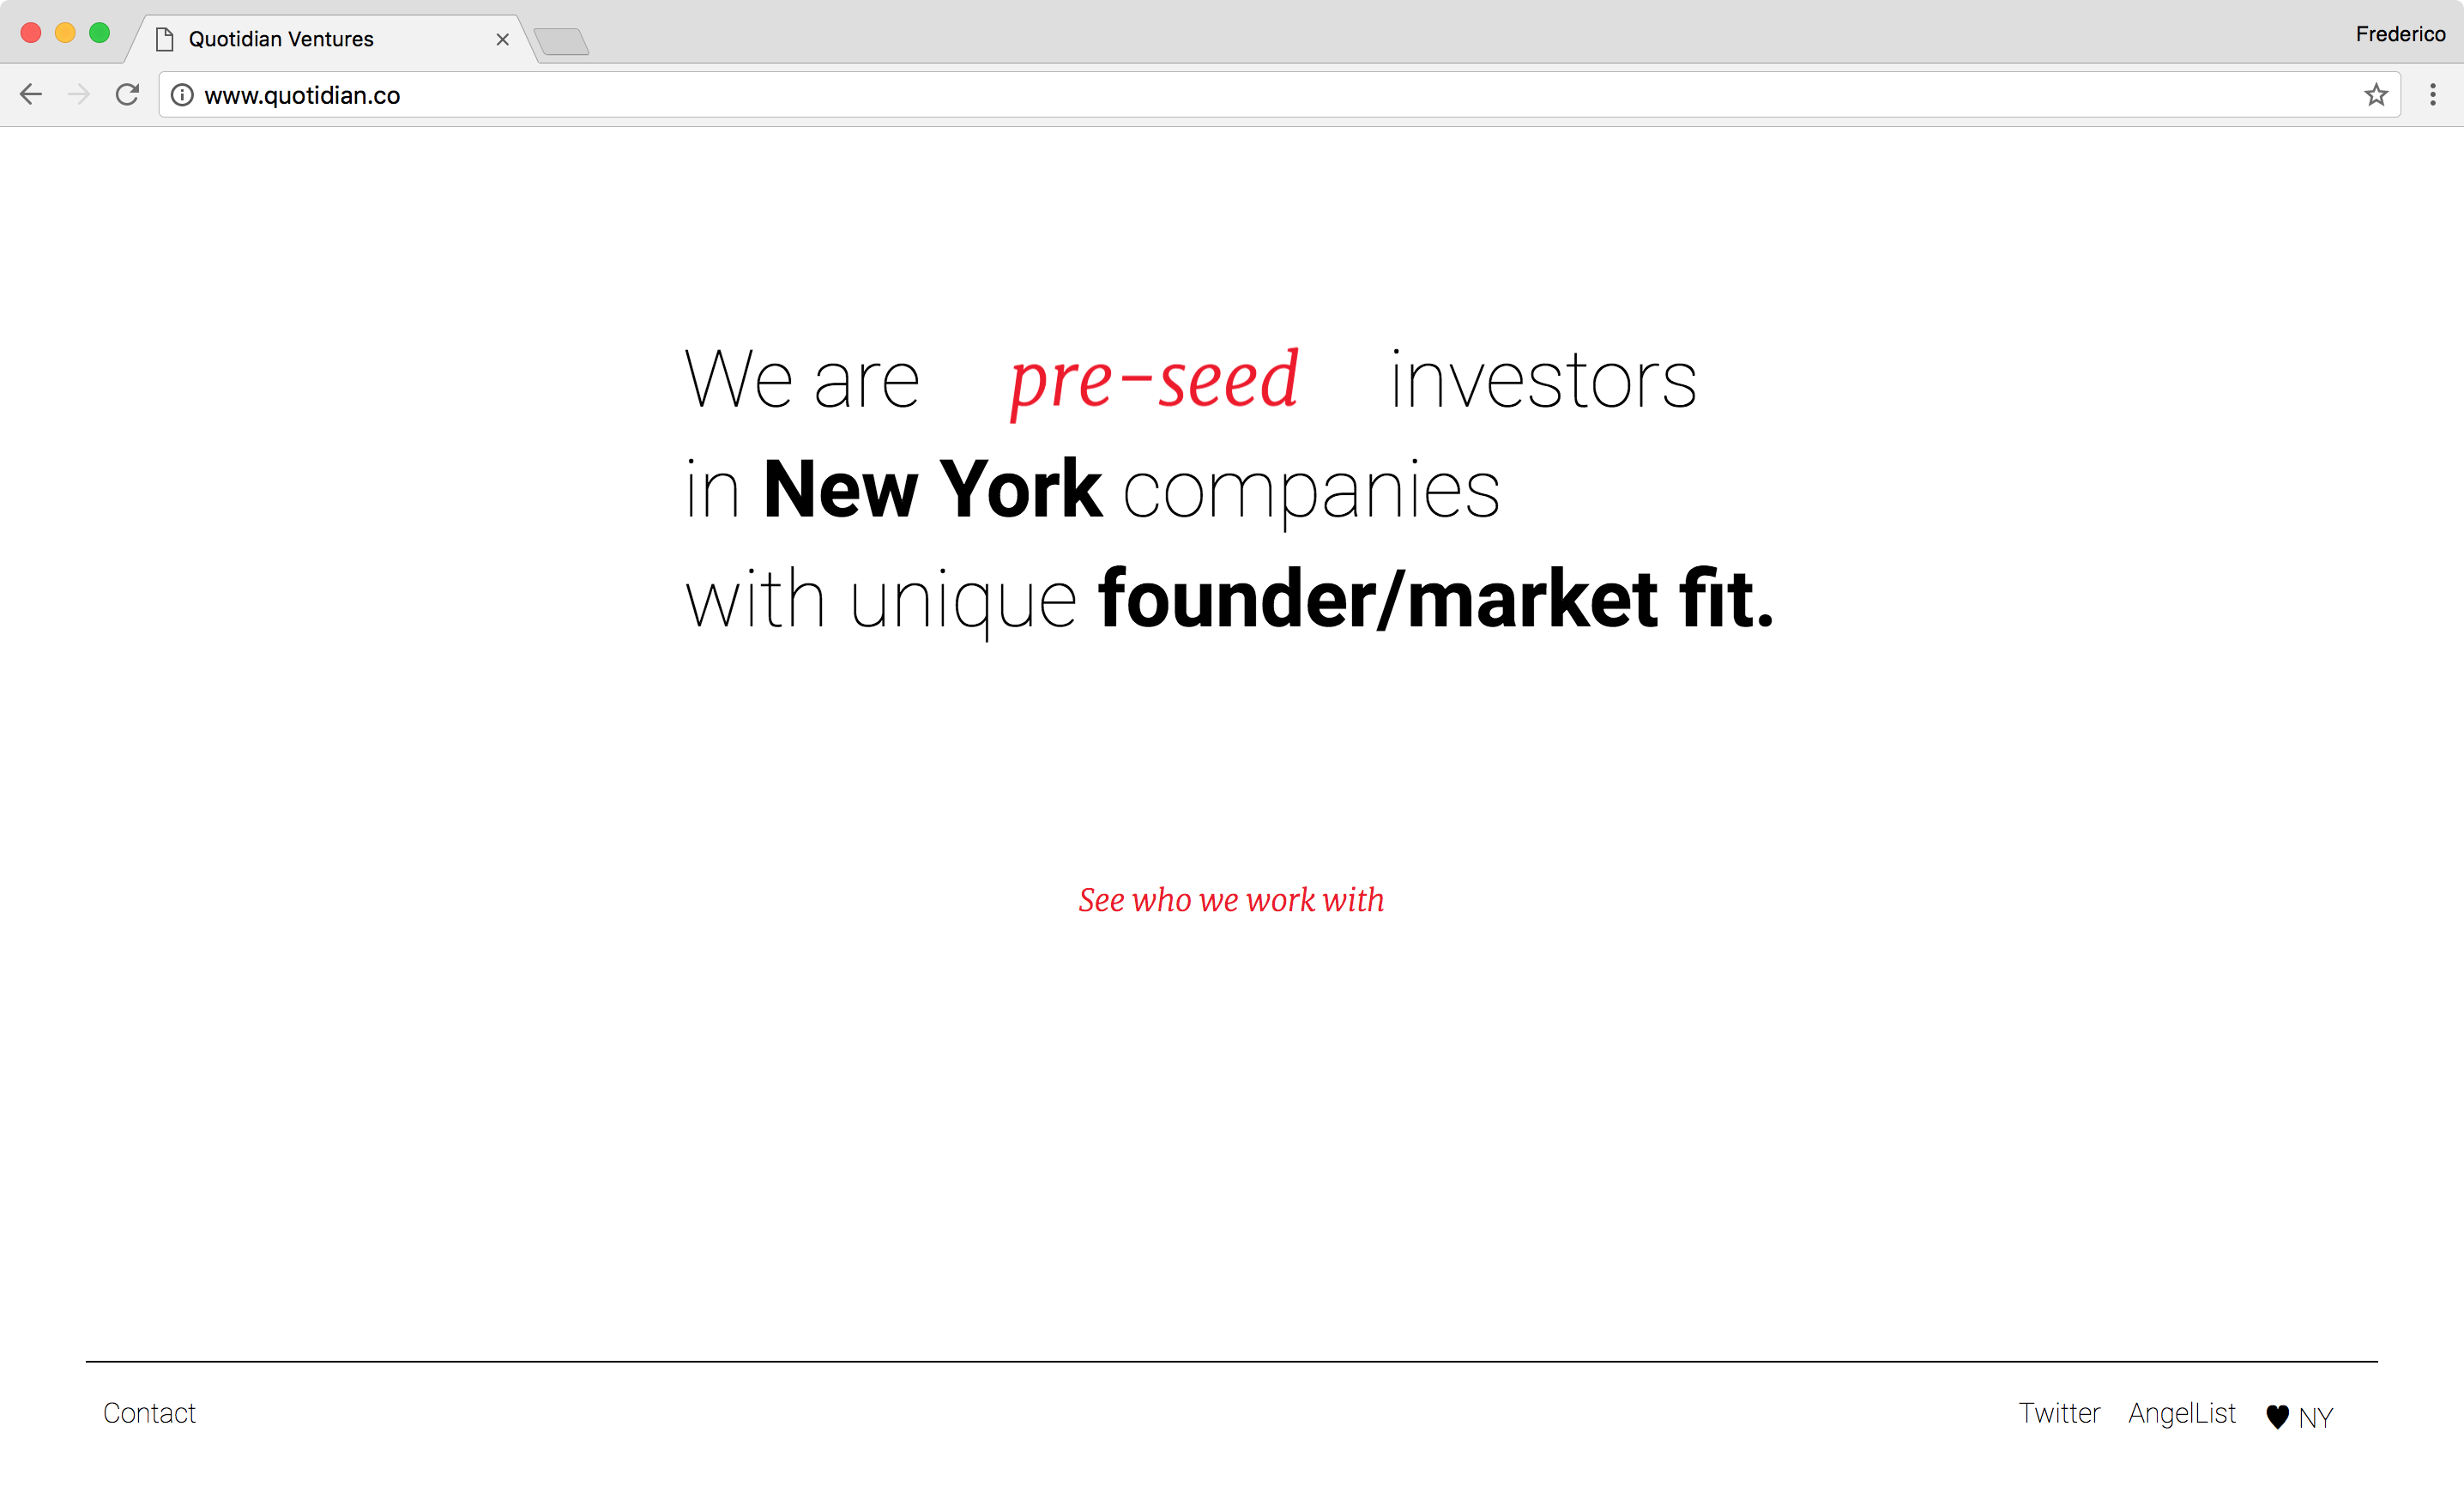 Quotidian Ventures
Frederico
www.quotidian.co
We are pre-seed investors
in New York companies
with unique founder/market fit.
See who we work with
Contact
Twitter AngelList ♥ NY